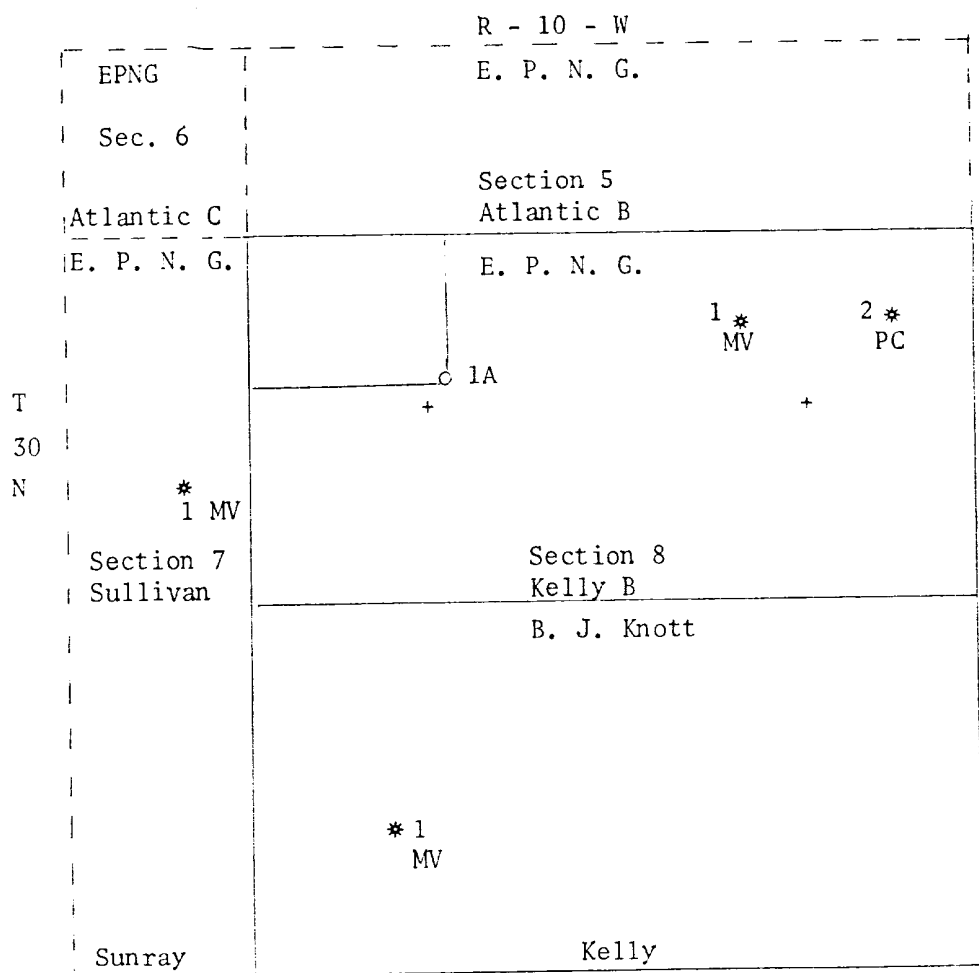 R - 10 - W
EPNG
E. P. N. G.
Sec. 6
Section 5
Atlantic C
Atlantic B
E. P. N. G.
E. P. N. G.
1
MV
2
PC
1A
T
30
N
1 MV
Section 7
Sullivan
Section 8
Kelly B
B. J. Knott
1
MV
Sunray
Kelly